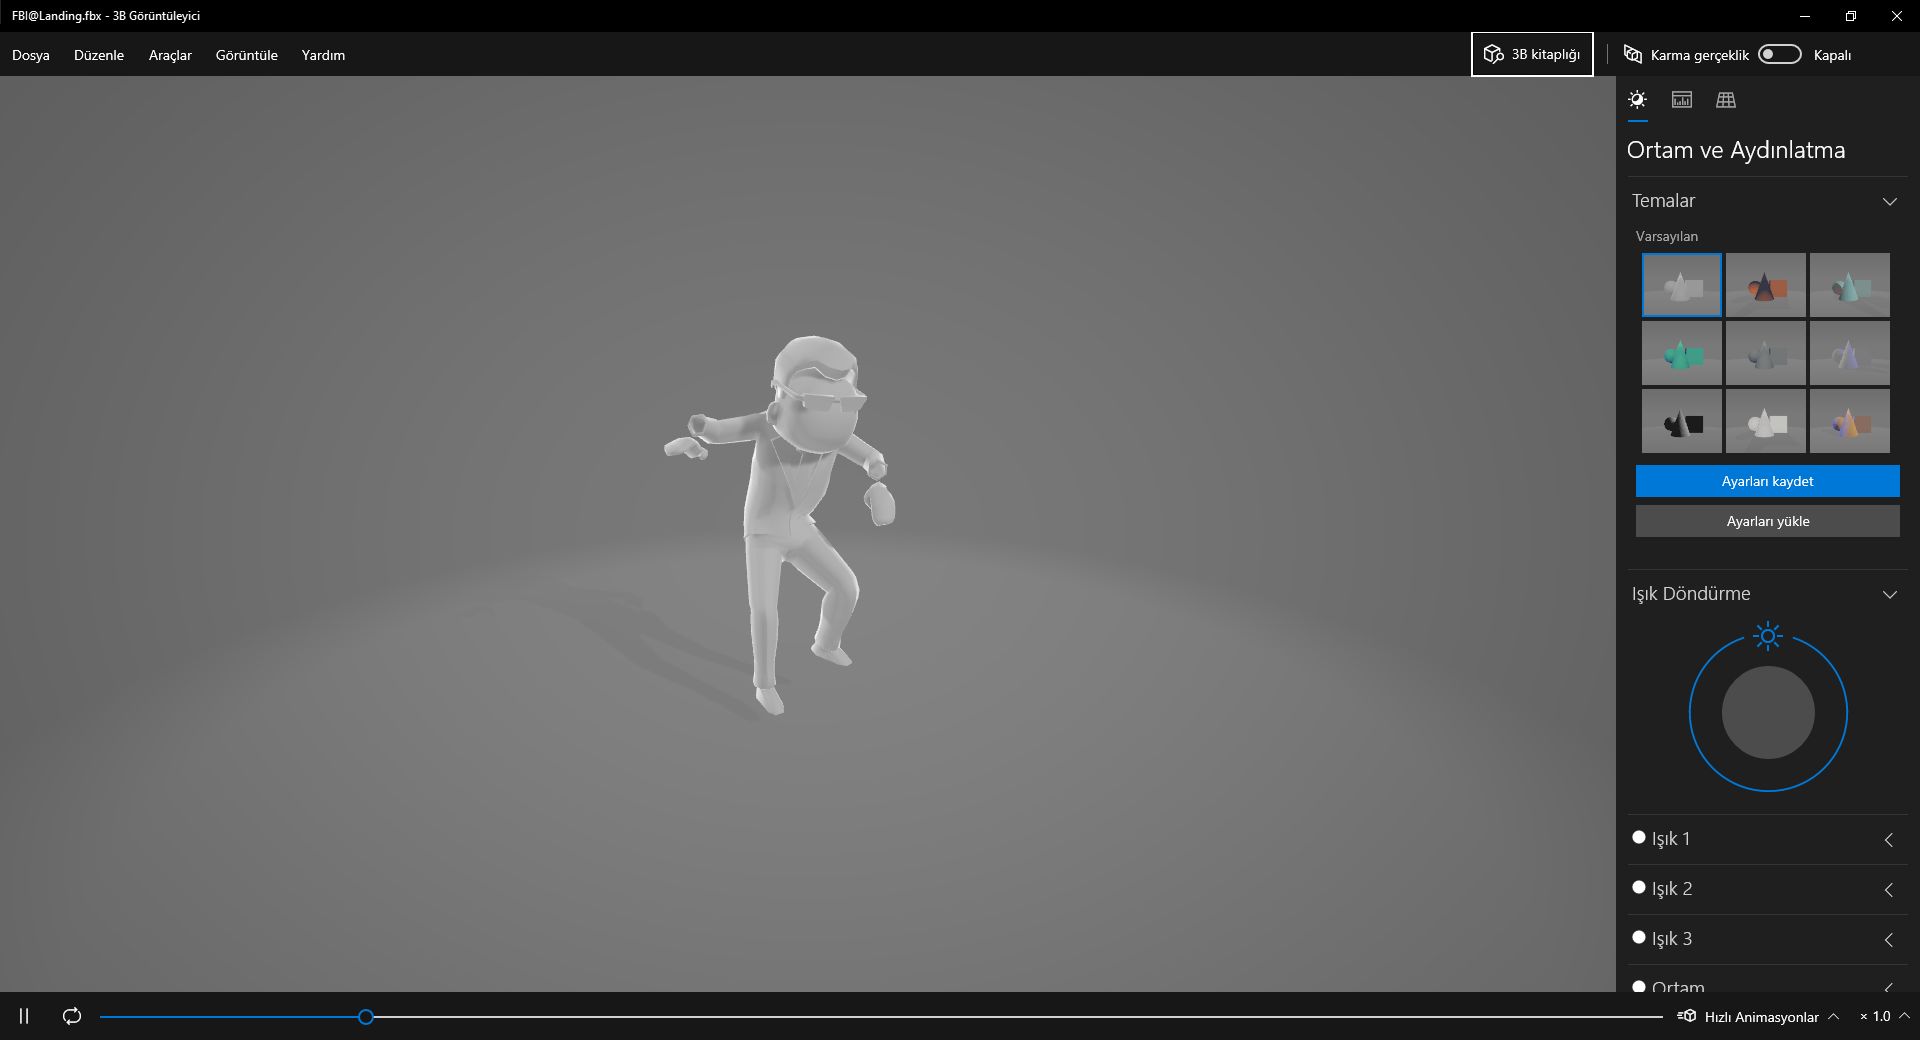 FBI@Landing.fbx - 3B Görüntüleyici
Dosya Düzenle Araçlar Görüntüle Yardım
3B kitaplığı
Karma gerçeklik Kapalı
Ortam ve Aydınlatma
Temalar
Varsayılan
Ayarları kaydet
Ayarları yükle
Işık Döndürme
Işık 1
Işık 2
Işık 3
Ortam
Hızlı Animasyonlar × 1.0